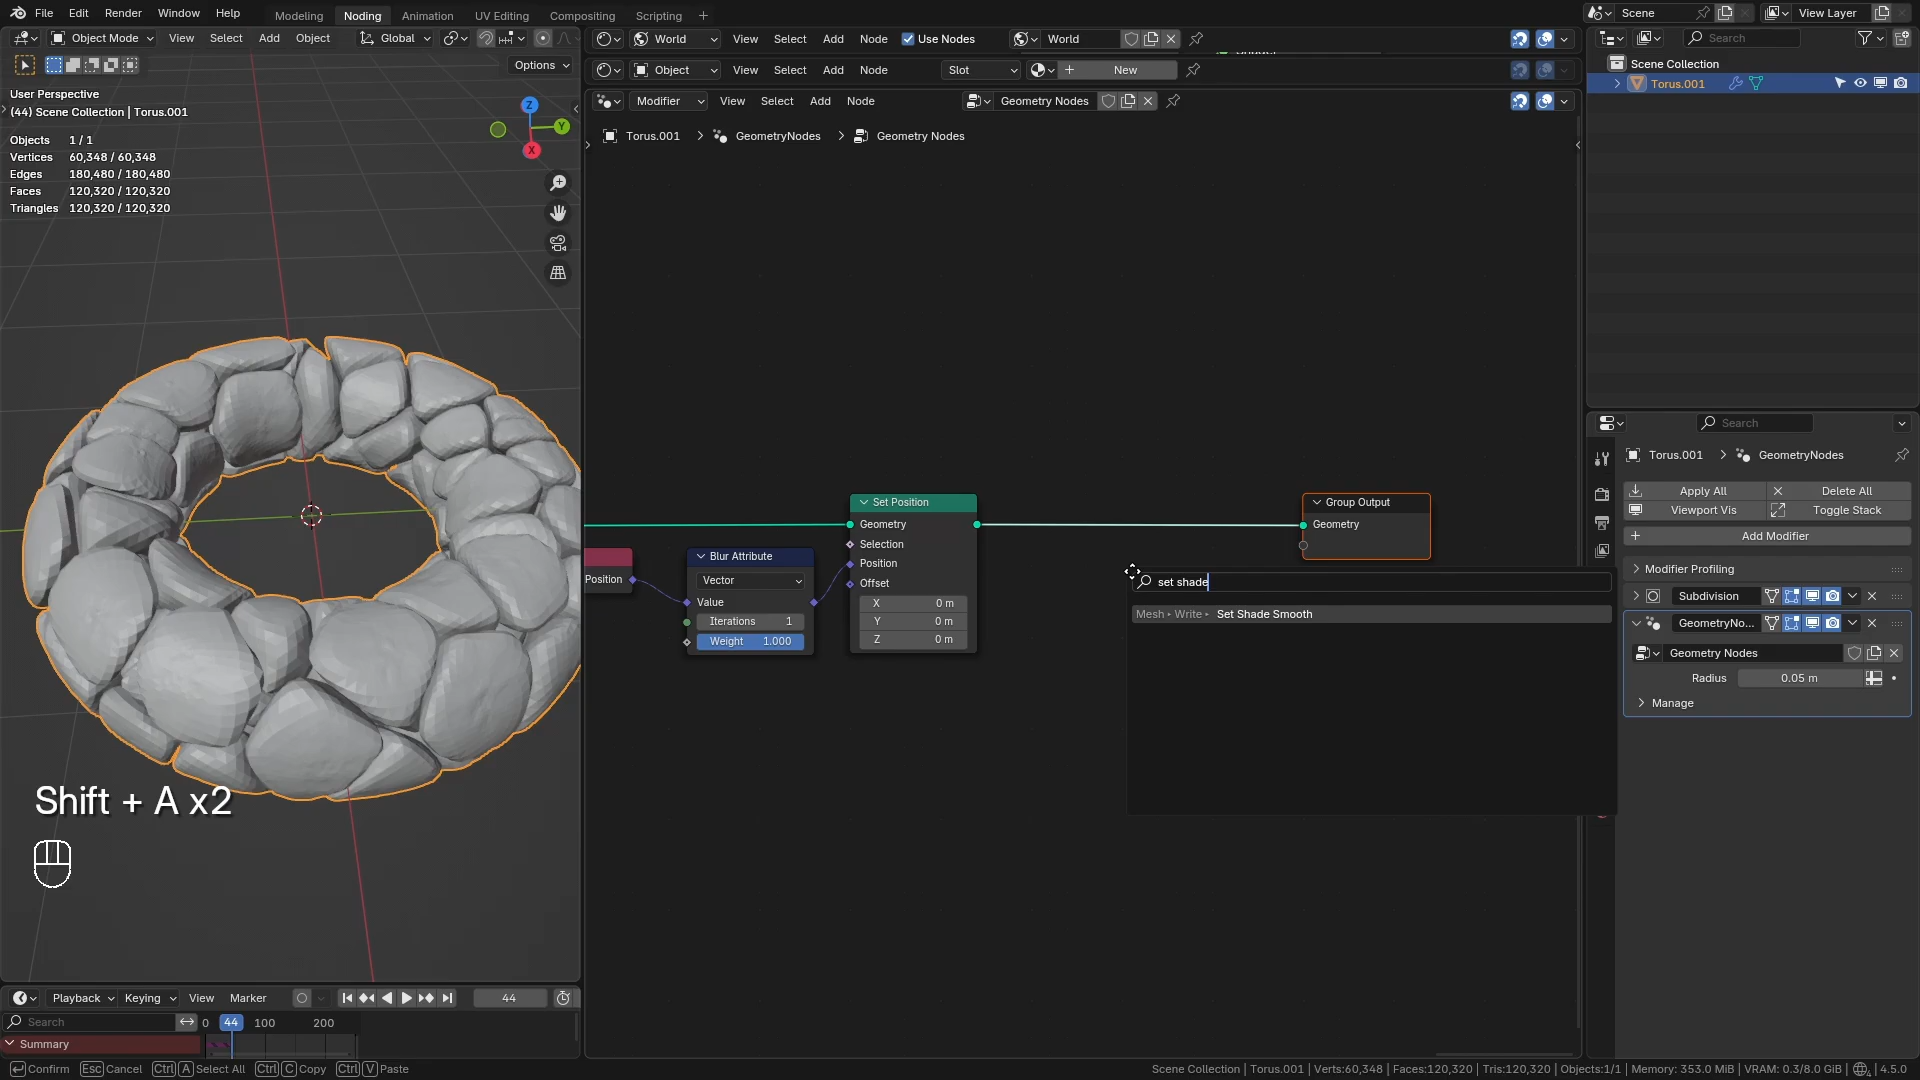 File Edit Render Window Help
Modeling Noding Animation UV Editing Compositing Scripting +
Scene
View Layer
Object Mode View Select Add Object Global
Options
User Perspective
(44) Scene Collection | Torus.001
Objects 1 / 1
Vertices 60,348 / 60,348
Edges 180,480 / 180,480
Faces 120,320 / 120,320
Triangles 120,320 / 120,320
Z
Y
X
World View Select Add Node Use Nodes World
Object View Select Add Node Slot New
Modifier View Select Add Node Geometry Nodes
Torus.001 > GeometryNodes > Geometry Nodes
Position
Blur Attribute
Vector
Value
Iterations 1
Weight 1.000
Set Position
Geometry
Selection
Position
Offset
X 0 m
Y 0 m
Z 0 m
Group Output
Geometry
set shade
Mesh ▸ Write ▸ Set Shade Smooth
Shift + A x2
Search
Scene Collection
Torus.001
Search
Torus.001 > GeometryNodes
Apply All Delete All
Viewport Vis Toggle Stack
Add Modifier
Modifier Profiling
Subdivision
GeometryNo...
Geometry Nodes
Radius 0.05 m
Manage
Playback Keying View Marker 44
Search 0 44 100 200
Summary
Confirm Esc Cancel Ctrl A Select All Ctrl C Copy Ctrl V Paste
Scene Collection | Torus.001 | Verts:60,348 | Faces:120,320 | Tris:120,320 | Objects:1/1 | Memory: 353.0 MiB | VRAM: 0.3/8.0 GiB | 4.5.0